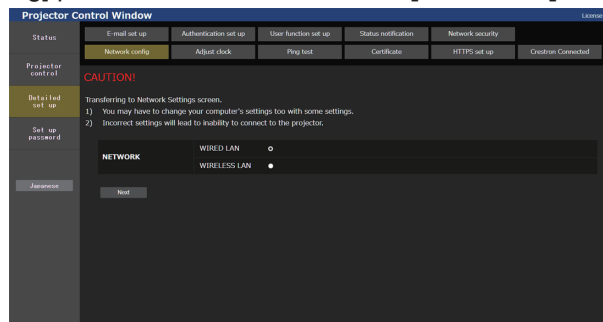 Projector Control Window
License
Status
E-mail set up
Authentication set up
User function set up
Status notification
Network security
Network config
Adjust clock
Ping test
Certificate
HTTPS set up
Crestron Connected
Projector
control
Detailed
set up
Set up
password
Japanese
CAUTION!
Transferring to Network Settings screen.
1) You may have to change your computer's settings too with some settings.
2) Incorrect settings will lead to inability to connect to the projector.
NETWORK
WIRED LAN
WIRELESS LAN
Next